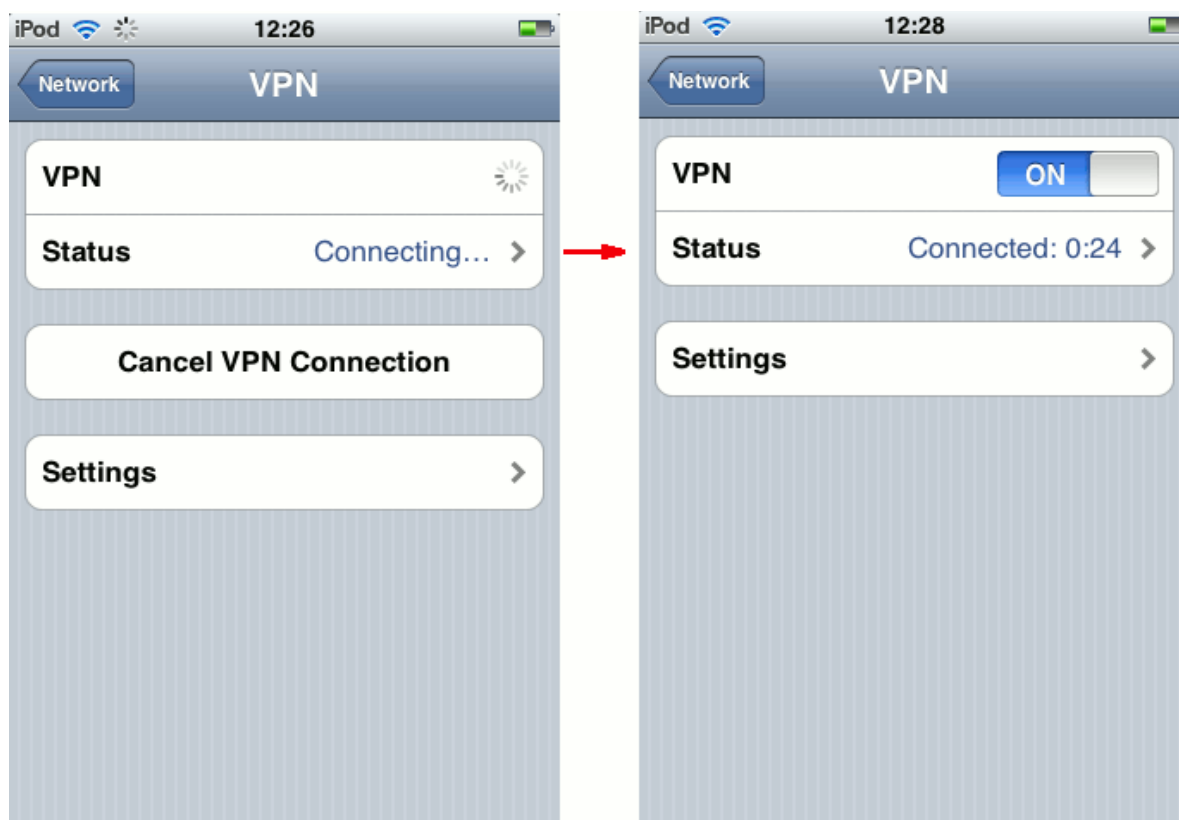 iPod 12:26
Network VPN
VPN
Status Connecting...
Cancel VPN Connection
Settings
iPod 12:28
Network VPN
VPN ON
Status Connected: 0:24
Settings